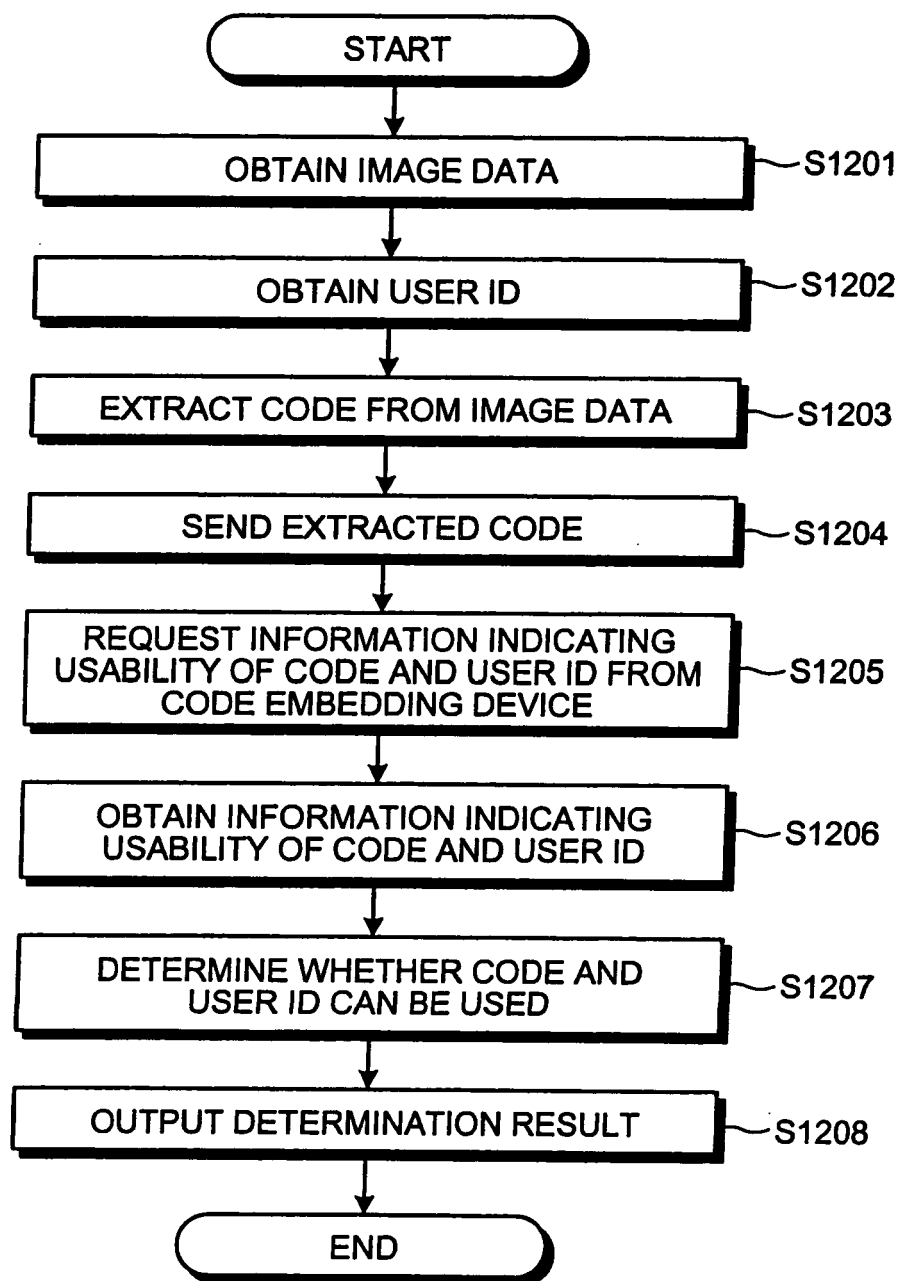 START
OBTAIN IMAGE DATA
S1201
OBTAIN USER ID
S1202
EXTRACT CODE FROM IMAGE DATA
S1203
SEND EXTRACTED CODE
S1204
REQUEST INFORMATION INDICATING
USABILITY OF CODE AND USER ID FROM
CODE EMBEDDING DEVICE
S1205
OBTAIN INFORMATION INDICATING
USABILITY OF CODE AND USER ID
S1206
DETERMINE WHETHER CODE AND
USER ID CAN BE USED
S1207
OUTPUT DETERMINATION RESULT
S1208
END